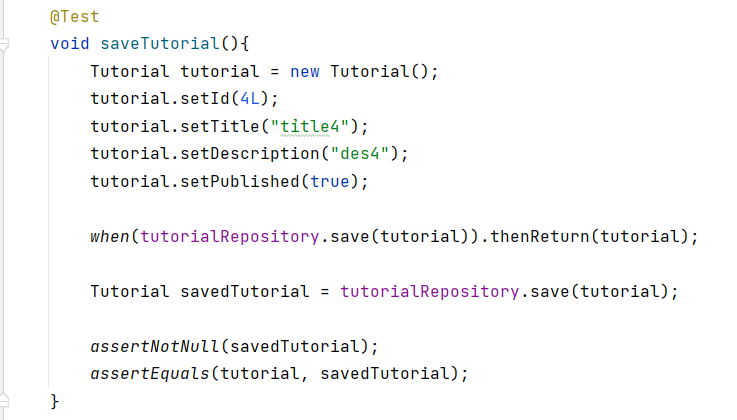 @Test
void saveTutorial(){
    Tutorial tutorial = new Tutorial();
    tutorial.setId(4L);
    tutorial.setTitle("title4");
    tutorial.setDescription("des4");
    tutorial.setPublished(true);

    when(tutorialRepository.save(tutorial)).thenReturn(tutorial);

    Tutorial savedTutorial = tutorialRepository.save(tutorial);

    assertNotNull(savedTutorial);
    assertEquals(tutorial, savedTutorial);
}